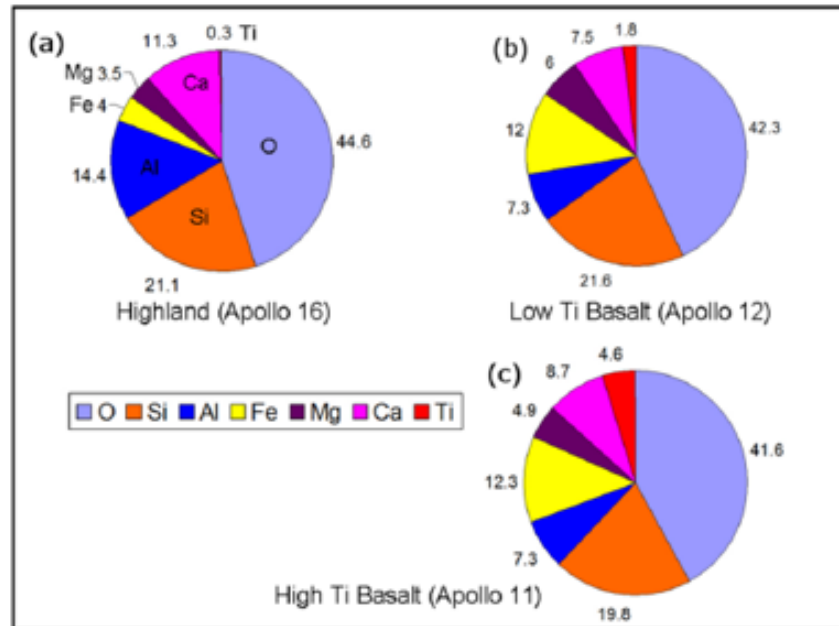 (a)
11.3
0.3 Ti
Mg 3.5
Fe 4
Ca
O
44.6
14.4
Al
Si
21.1
Highland (Apollo 16)
(b)
7.5
1.8
6
12
42.3
7.3
21.6
Low Ti Basalt (Apollo 12)
O Si Al Fe Mg Ca Ti
(c)
8.7
4.6
4.9
41.6
12.3
7.3
19.8
High Ti Basalt (Apollo 11)